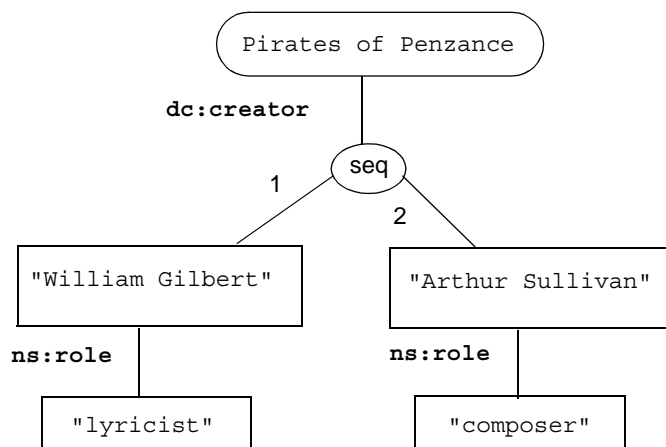 Pirates of Penzance
dc:creator
seq
1
2
"William Gilbert"
"Arthur Sullivan"
ns:role
ns:role
"lyricist"
"composer"